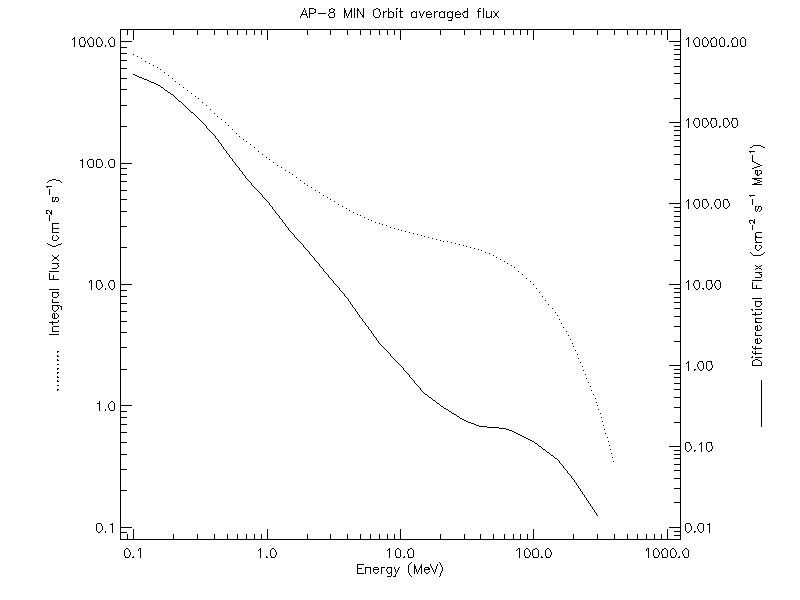 AP-8 MIN Orbit averaged flux
1000.0
100.0
10.0
1.0
0.1
Integral Flux (cm⁻² s⁻¹)
10000.00
1000.00
100.00
10.00
1.00
0.10
0.01
Differential Flux (cm⁻² s⁻¹ MeV⁻¹)
0.1 1.0 10.0 100.0 1000.0
Energy (MeV)